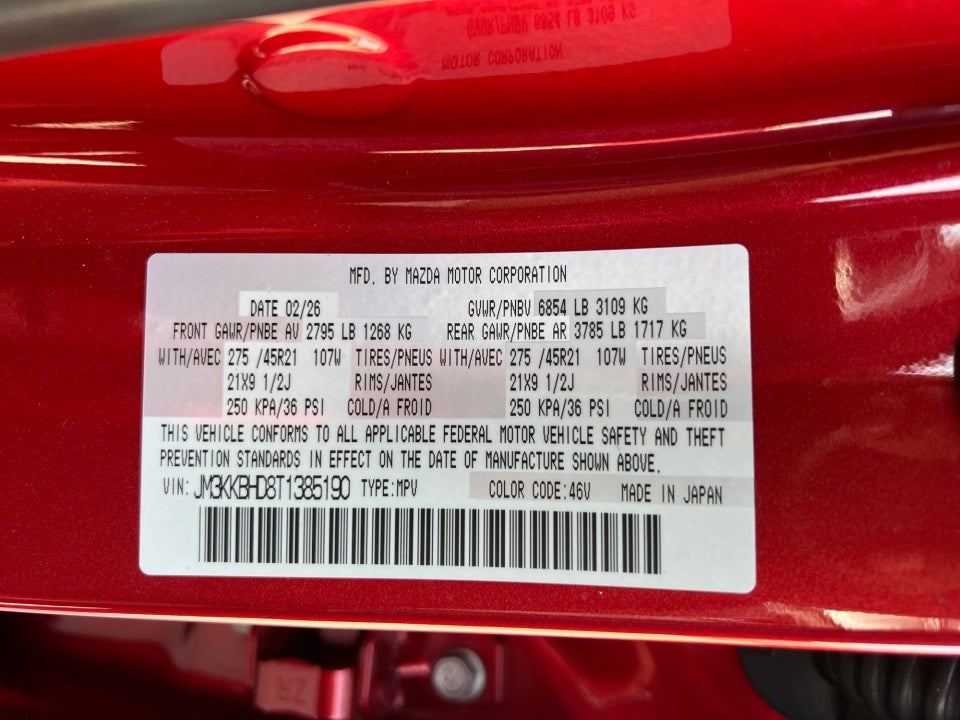 MFD. BY MAZDA MOTOR CORPORATION
DATE 02/26 GVWR/PNBV 6854 LB 3109 KG
FRONT GAWR/PNBE AV 2795 LB 1268 KG REAR GAWR/PNBE AR 3785 LB 1717 KG
WITH/AVEC 275 /45R21 107W TIRES/PNEUS WITH/AVEC 275 /45R21 107W TIRES/PNEUS
21X9 1/2J RIMS/JANTES 21X9 1/2J RIMS/JANTES
250 KPA/36 PSI COLD/A FROID 250 KPA/36 PSI COLD/A FROID
THIS VEHICLE CONFORMS TO ALL APPLICABLE FEDERAL MOTOR VEHICLE SAFETY AND THEFT
PREVENTION STANDARDS IN EFFECT ON THE DATE OF MANUFACTURE SHOWN ABOVE.
VIN: JM3KKBHD8T1385190 TYPE:MPV COLOR CODE:46V MADE IN JAPAN